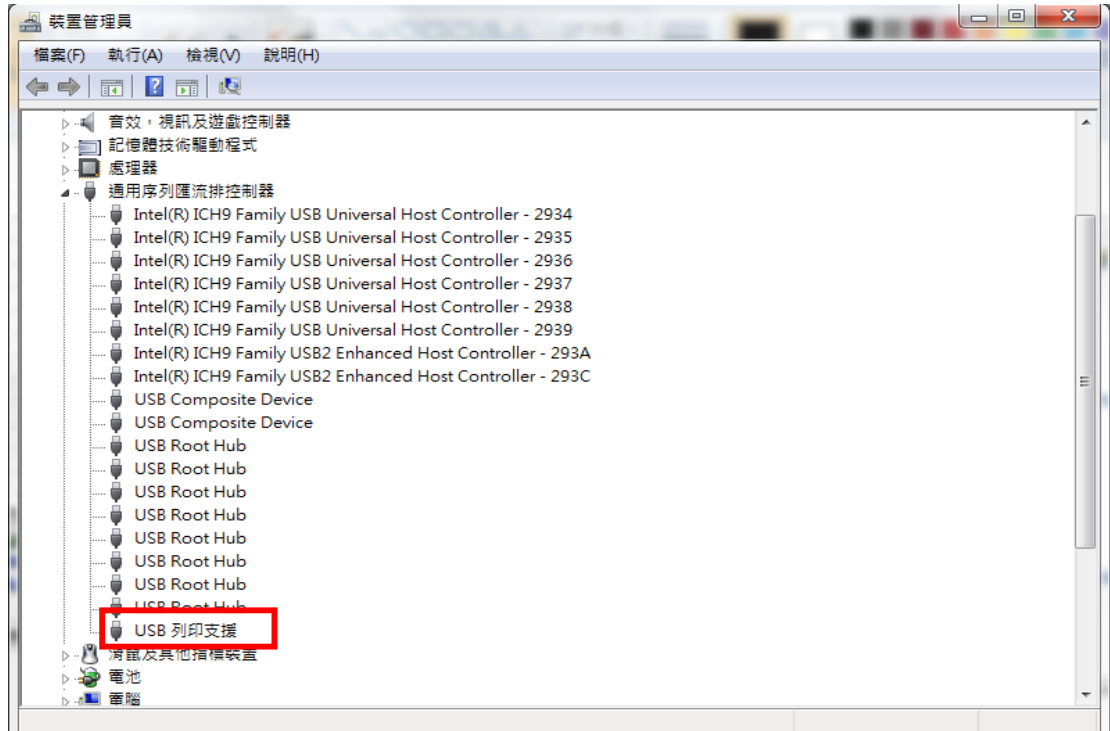 裝置管理員
檔案(F) 執行(A) 檢視(V) 說明(H)
音效，視訊及遊戲控制器
記憶體技術驅動程式
處理器
通用序列匯流排控制器
Intel(R) ICH9 Family USB Universal Host Controller - 2934
Intel(R) ICH9 Family USB Universal Host Controller - 2935
Intel(R) ICH9 Family USB Universal Host Controller - 2936
Intel(R) ICH9 Family USB Universal Host Controller - 2937
Intel(R) ICH9 Family USB Universal Host Controller - 2938
Intel(R) ICH9 Family USB Universal Host Controller - 2939
Intel(R) ICH9 Family USB2 Enhanced Host Controller - 293A
Intel(R) ICH9 Family USB2 Enhanced Host Controller - 293C
USB Composite Device
USB Composite Device
USB Root Hub
USB Root Hub
USB Root Hub
USB Root Hub
USB Root Hub
USB Root Hub
USB Root Hub
USB Root Hub
USB 列印支援
滑鼠及其他指標裝置
電池
電腦